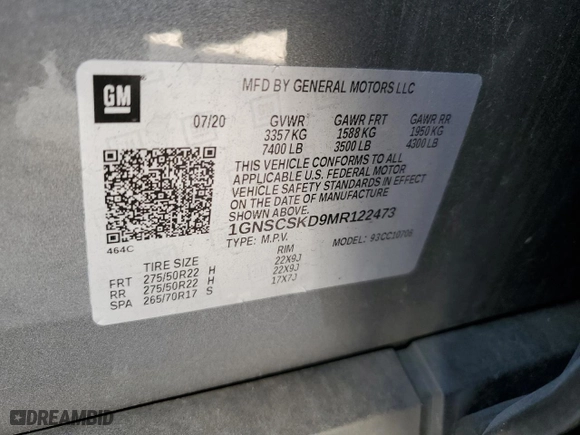 GM
MFD BY GENERAL MOTORS LLC
07/20 GVWR GAWR FRT GAWR RR
3357 KG 1588 KG 1950 KG
7400 LB 3500 LB 4300 LB
THIS VEHICLE CONFORMS TO ALL
APPLICABLE U.S. FEDERAL MOTOR
VEHICLE SAFETY STANDARDS IN EFFECT
ON THE DATE OF MANUFACTURE
SHOWN ABOVE.
1GNSCSKD9MR122473
464C
TYPE: M.P.V. MODEL: 93CC10706
TIRE SIZE RIM
FRT 275/50R22 H 22X9J
RR 275/50R22 H 22X9J
SPA 265/70R17 S 17X7J
DREAMBID